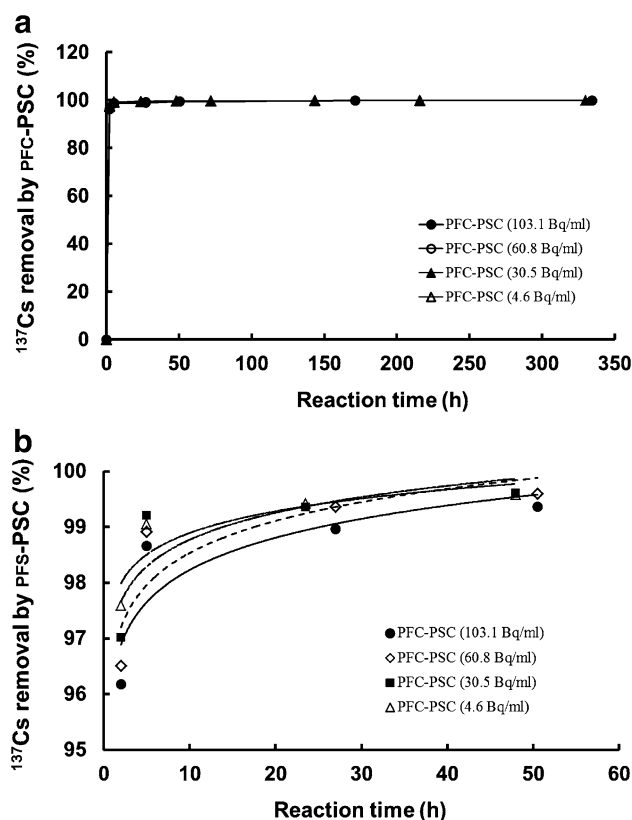 a
120
100
80
60
40
20
0
¹³⁷Cs removal by PFC-PSC (%)
PFC-PSC (103.1 Bq/ml)
PFC-PSC (60.8 Bq/ml)
PFC-PSC (30.5 Bq/ml)
PFC-PSC (4.6 Bq/ml)
0 50 100 150 200 250 300 350
Reaction time (h)
b
100
99
98
97
96
95
¹³⁷Cs removal by PFS-PSC (%)
PFC-PSC (103.1 Bq/ml)
PFC-PSC (60.8 Bq/ml)
PFC-PSC (30.5 Bq/ml)
PFC-PSC (4.6 Bq/ml)
0 10 20 30 40 50 60
Reaction time (h)